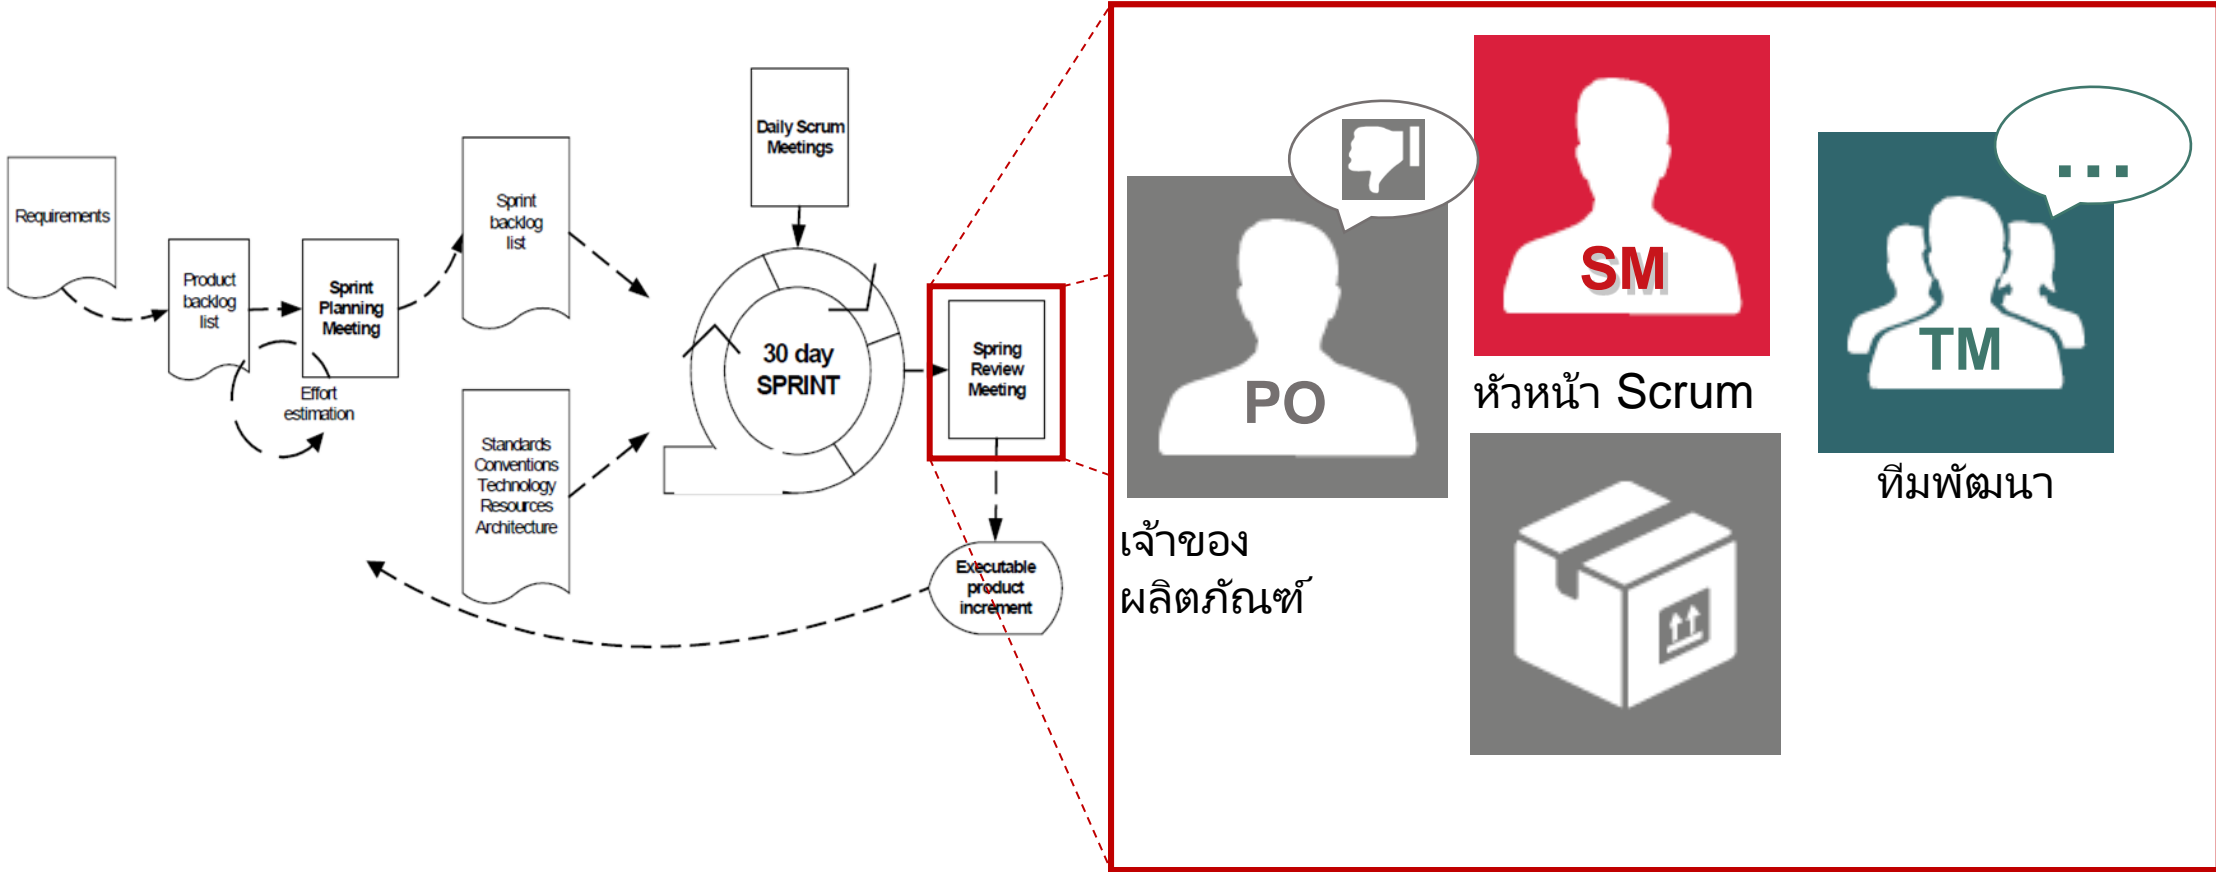 Requirements
Product
backlog
list
Sprint
Planning
Meeting
Effort
estimation
Sprint
backlog
list
Standards
Conventions
Technology
Resources
Architecture
Daily Scrum
Meetings
30 day
SPRINT
Spring
Review
Meeting
Executable
product
increment
PO
เจ้าของ
ผลิตภัณฑ์
SM
หัวหน้า Scrum
...
TM
ทีมพัฒนา